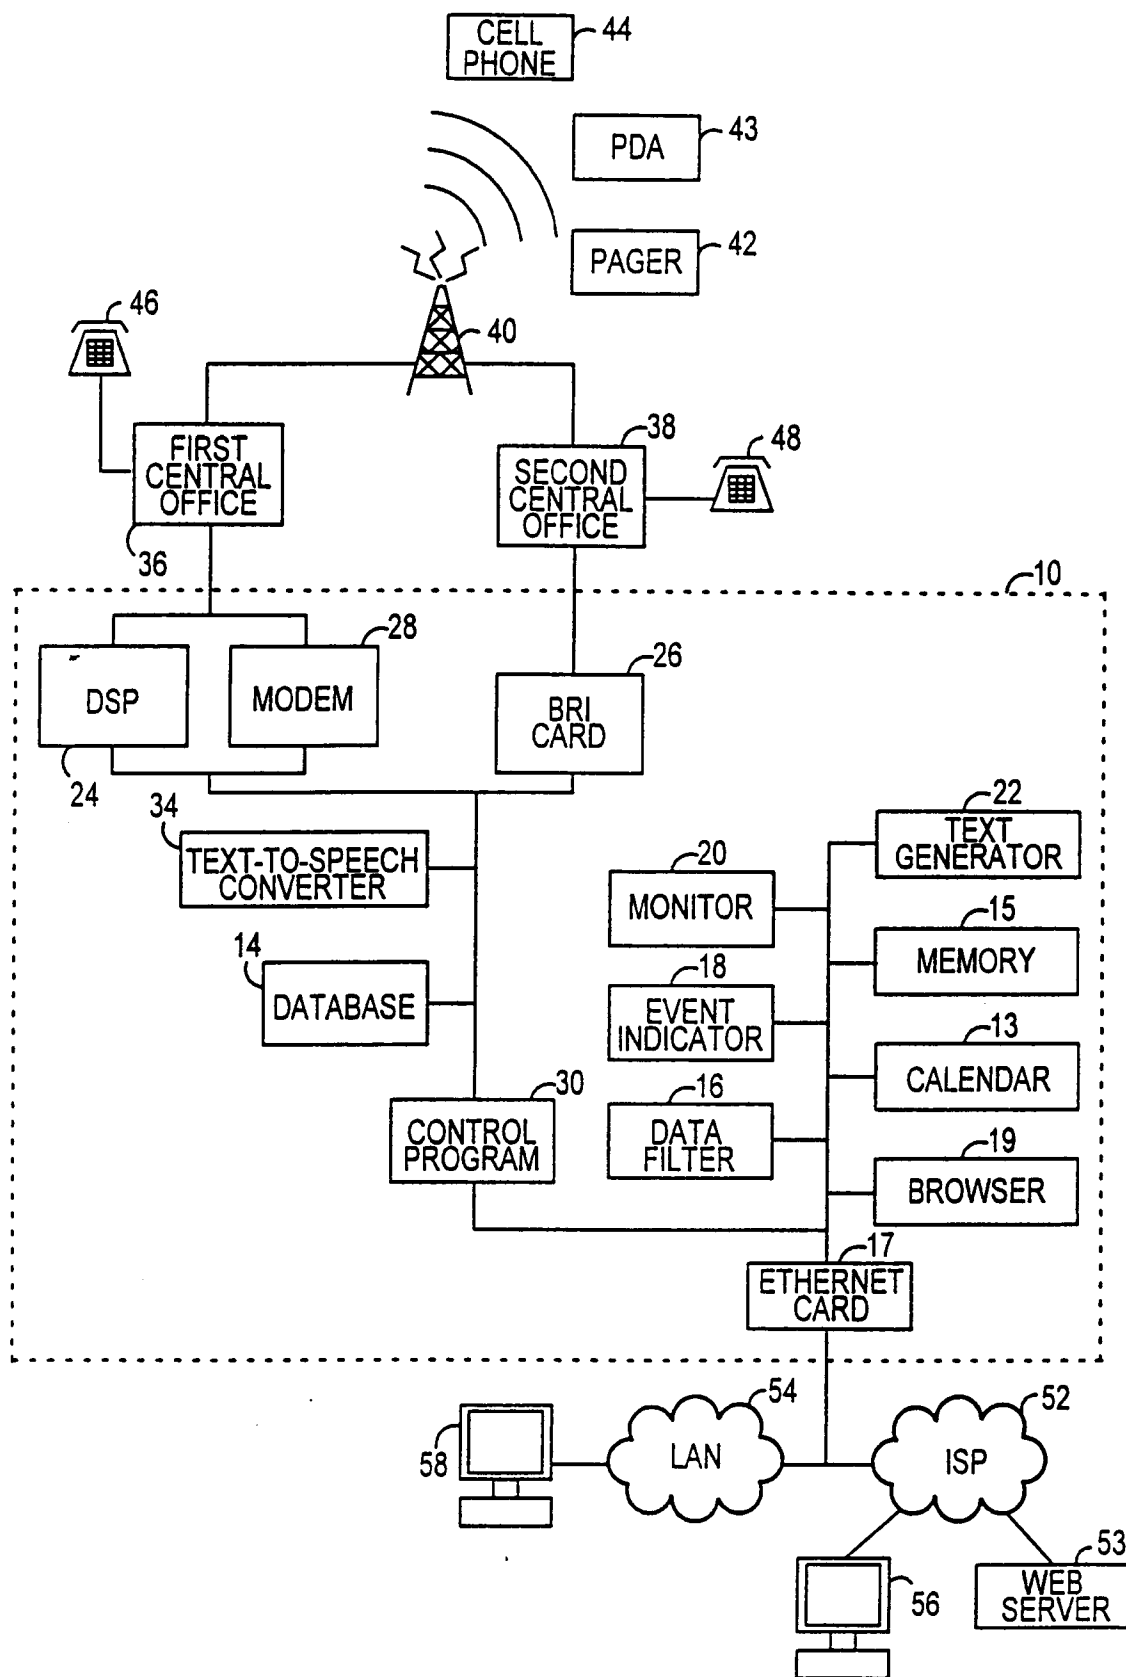 CELL
PHONE
44
PDA
43
PAGER
42
46
40
FIRST
CENTRAL
OFFICE
36
38
SECOND
CENTRAL
OFFICE
48
10
DSP
24
28
MODEM
26
BRI
CARD
34
TEXT-TO-SPEECH
CONVERTER
14
DATABASE
30
CONTROL
PROGRAM
20
MONITOR
18
EVENT
INDICATOR
16
DATA
FILTER
22
TEXT
GENERATOR
15
MEMORY
13
CALENDAR
19
BROWSER
17
ETHERNET
CARD
58
54
LAN
52
ISP
56
53
WEB
SERVER